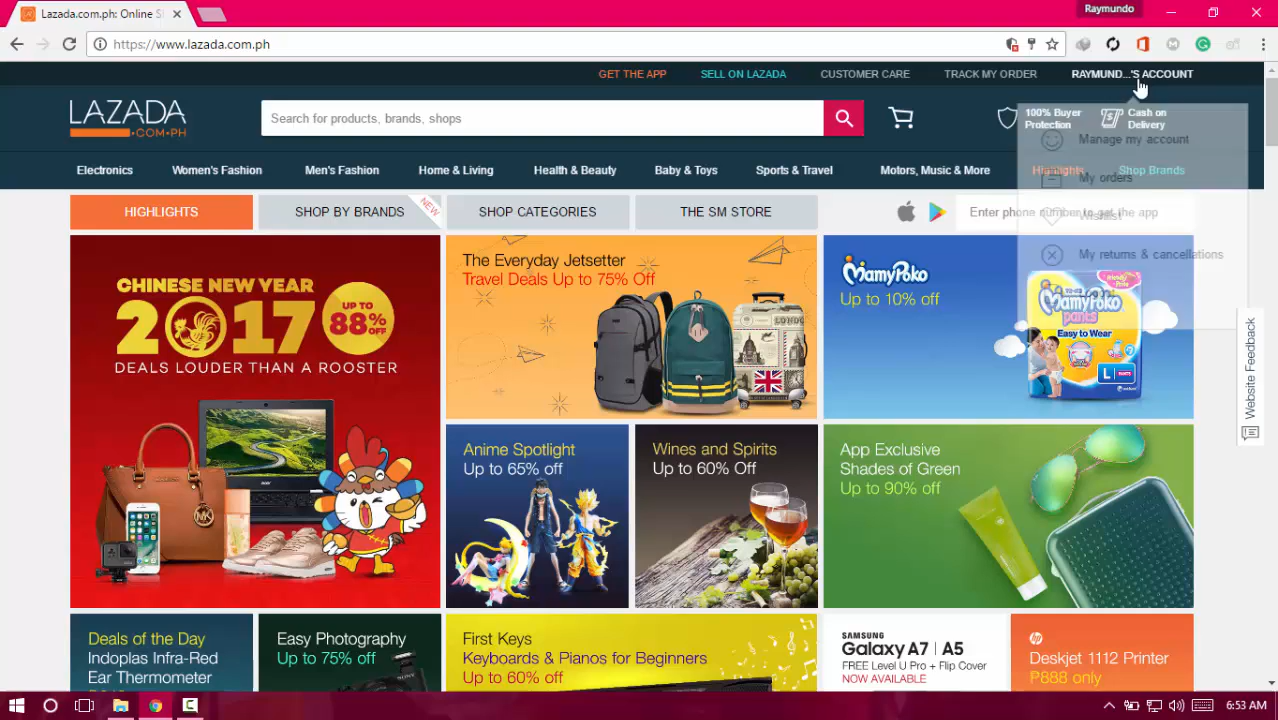 Raymundo
Lazada.com.ph: Online S
https://www.lazada.com.ph
GET THE APP
SELL ON LAZADA
CUSTOMER CARE
TRACK MY ORDER
RAYMUND...'S ACCOUNT
LAZADA
.COM.PH
Search for products, brands, shops
100% Buyer
Protection
Cash on
Delivery
Manage my account
My orders
Wishlist
My returns & cancellations
Electronics
Women's Fashion
Men's Fashion
Home & Living
Health & Beauty
Baby & Toys
Sports & Travel
Motors, Music & More
Highlights
Shop Brands
HIGHLIGHTS
SHOP BY BRANDS
NEW
SHOP CATEGORIES
THE SM STORE
Enter phone number to get the app
CHINESE NEW YEAR
2017
UP TO
88%
OFF
DEALS LOUDER THAN A ROOSTER
MK
The Everyday Jetsetter
Travel Deals Up to 75% Off
LONDON
MamyPoko
Up to 10% off
MamyPoko
pants
Easy to Wear
L
Website Feedback
Anime Spotlight
Up to 65% off
Wines and Spirits
Up to 60% Off
App Exclusive
Shades of Green
Up to 90% off
Deals of the Day
Indoplas Infra-Red
Ear Thermometer
Easy Photography
Up to 75% off
SONY
First Keys
Keyboards & Pianos for Beginners
Up to 60% off
SAMSUNG
Galaxy A7 | A5
FREE Level U Pro + Flip Cover
NOW AVAILABLE
hp
Deskjet 1112 Printer
₱888 only
6:53 AM